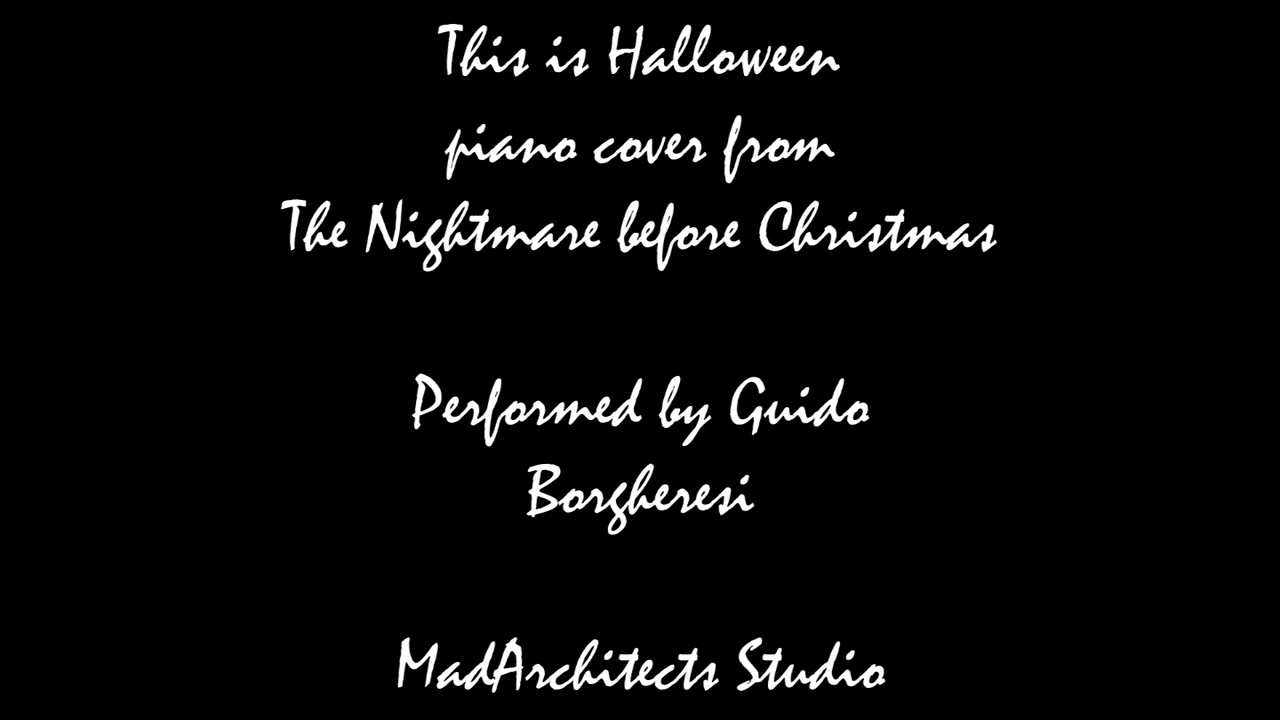 This is Halloween
piano cover from
The Nightmare before Christmas
Performed by Guido
Borgheresi
MadArchitects Studio